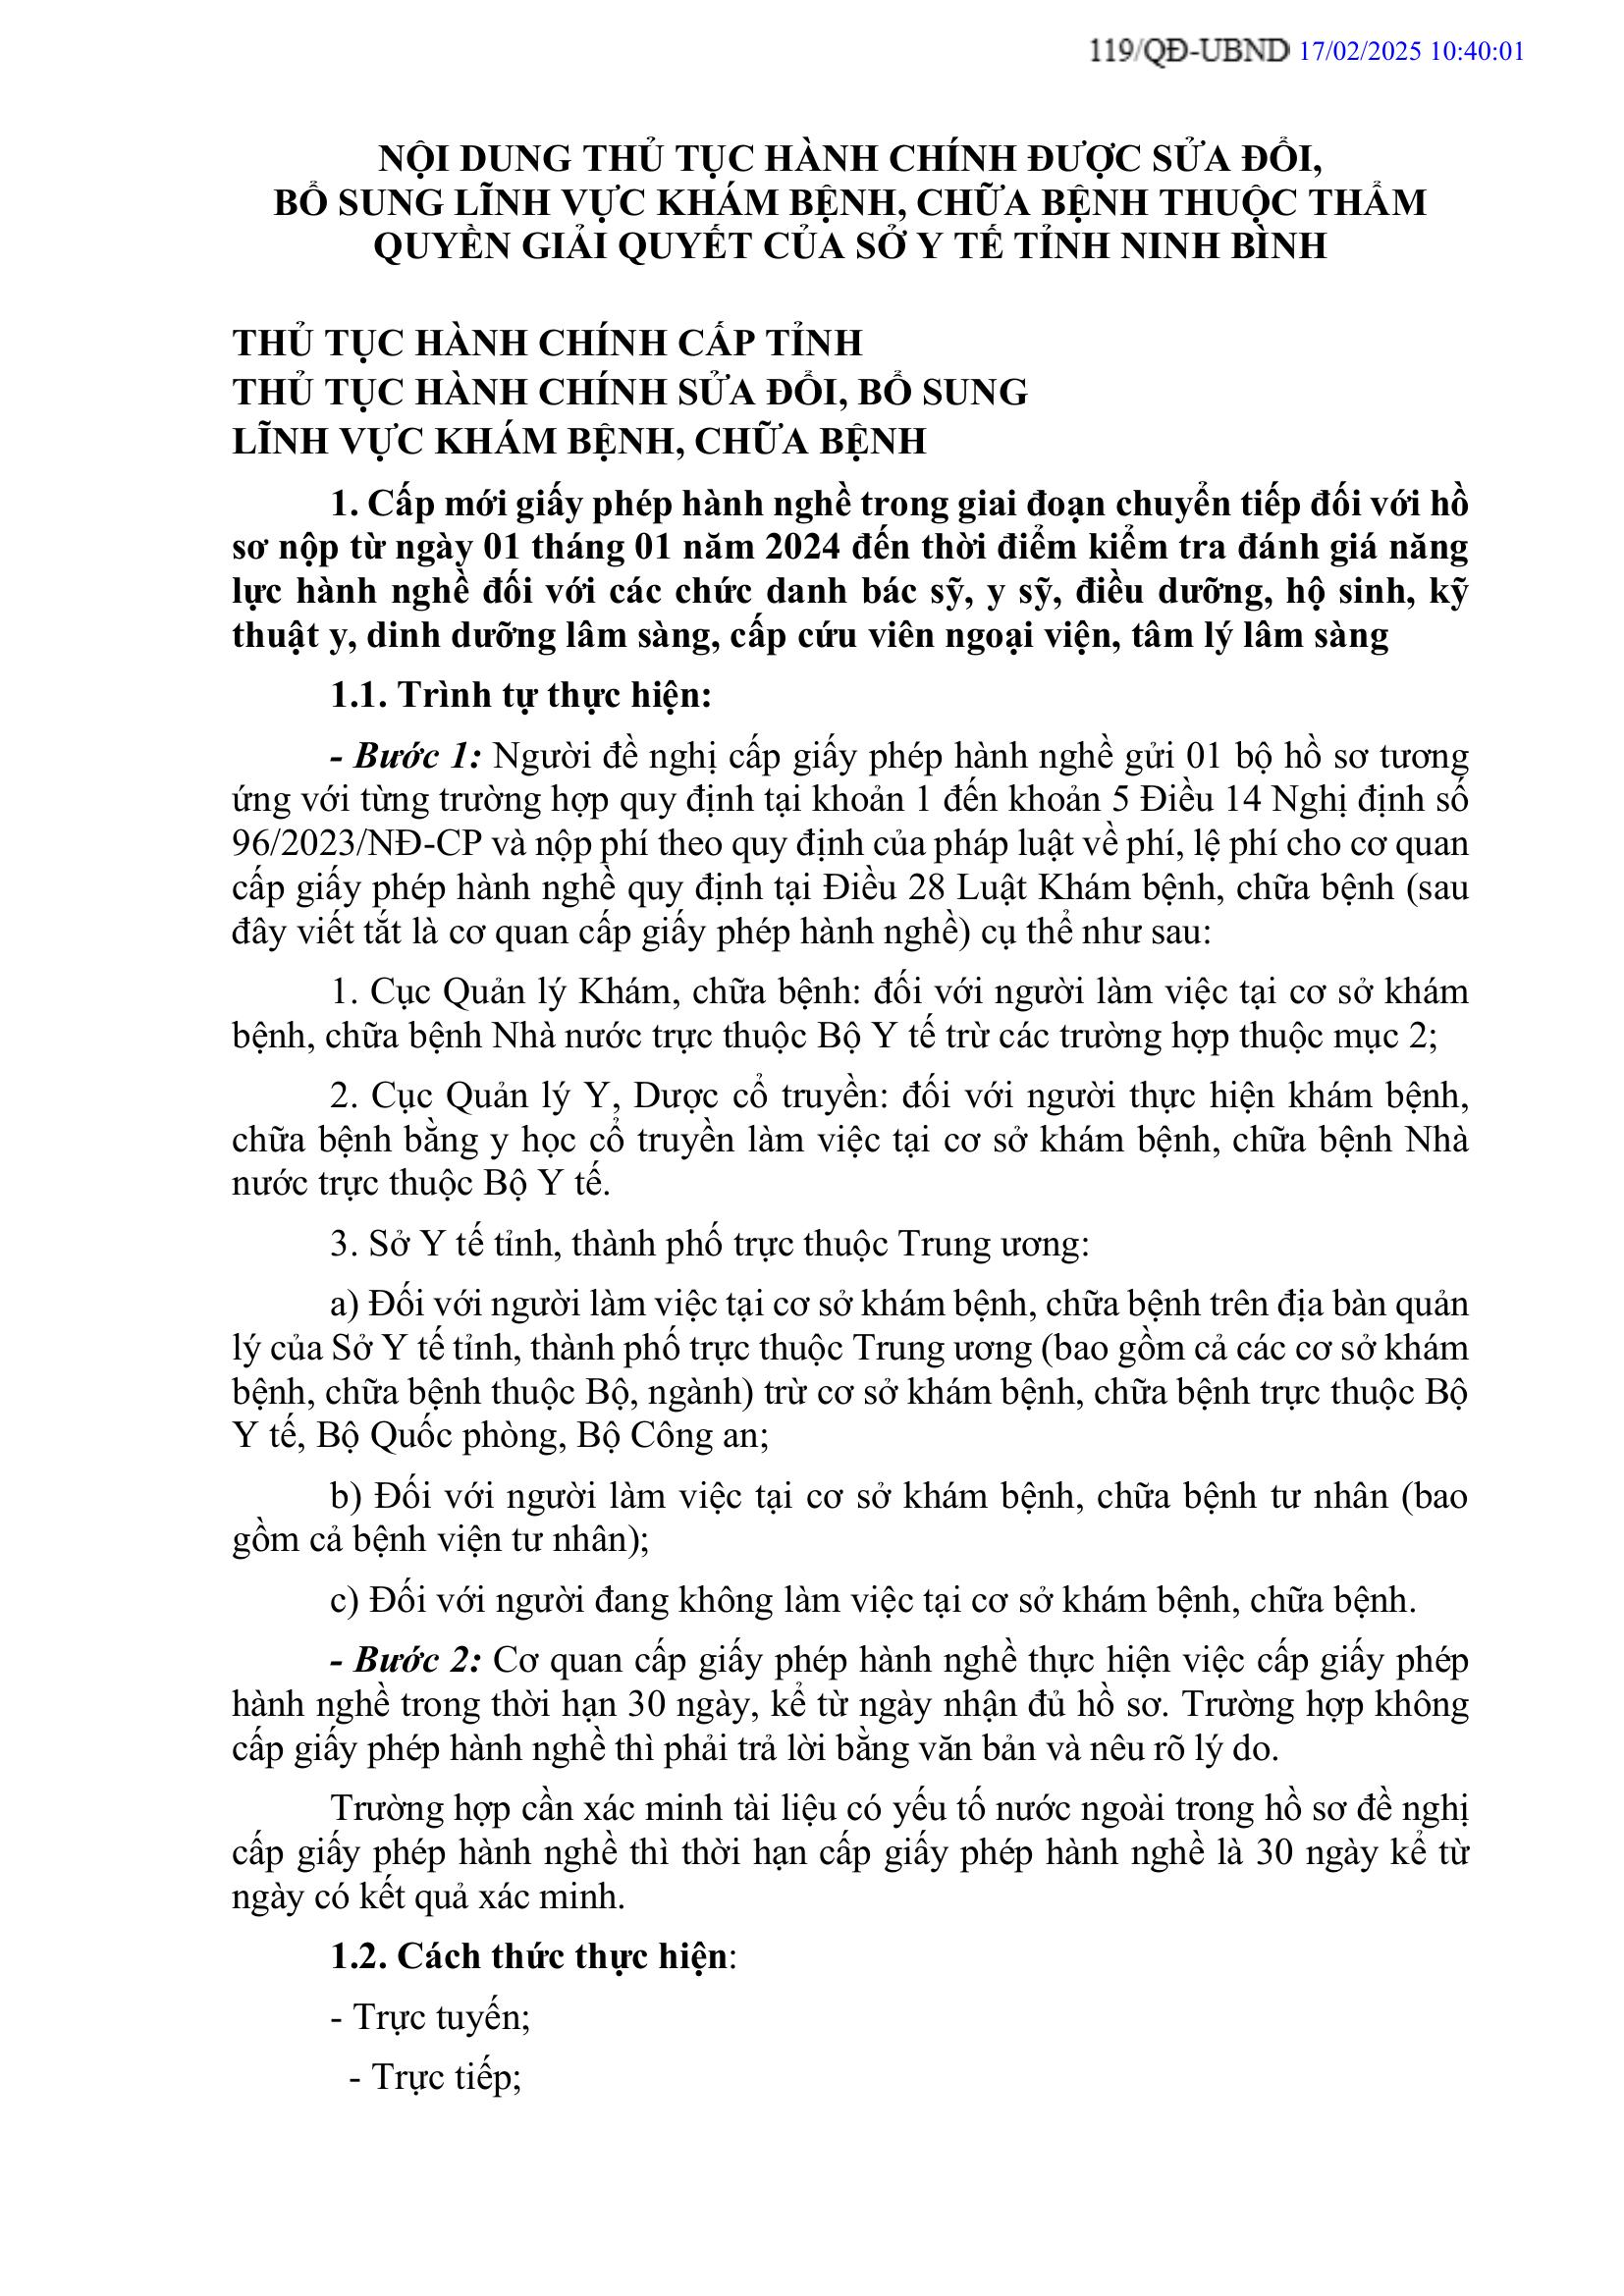 119/QĐ-UBND 17/02/2025 10:40:01
NỘI DUNG THỦ TỤC HÀNH CHÍNH ĐƯỢC SỬA ĐỔI,
BỔ SUNG LĨNH VỰC KHÁM BỆNH, CHỮA BỆNH THUỘC THẨM
QUYỀN GIẢI QUYẾT CỦA SỞ Y TẾ TỈNH NINH BÌNH
THỦ TỤC HÀNH CHÍNH CẤP TỈNH
THỦ TỤC HÀNH CHÍNH SỬA ĐỔI, BỔ SUNG
LĨNH VỰC KHÁM BỆNH, CHỮA BỆNH
1. Cấp mới giấy phép hành nghề trong giai đoạn chuyển tiếp đối với hồ
sơ nộp từ ngày 01 tháng 01 năm 2024 đến thời điểm kiểm tra đánh giá năng
lực hành nghề đối với các chức danh bác sỹ, y sỹ, điều dưỡng, hộ sinh, kỹ
thuật y, dinh dưỡng lâm sàng, cấp cứu viên ngoại viện, tâm lý lâm sàng
1.1. Trình tự thực hiện:
- Bước 1: Người đề nghị cấp giấy phép hành nghề gửi 01 bộ hồ sơ tương
ứng với từng trường hợp quy định tại khoản 1 đến khoản 5 Điều 14 Nghị định số
96/2023/NĐ-CP và nộp phí theo quy định của pháp luật về phí, lệ phí cho cơ quan
cấp giấy phép hành nghề quy định tại Điều 28 Luật Khám bệnh, chữa bệnh (sau
đây viết tắt là cơ quan cấp giấy phép hành nghề) cụ thể như sau:
1. Cục Quản lý Khám, chữa bệnh: đối với người làm việc tại cơ sở khám
bệnh, chữa bệnh Nhà nước trực thuộc Bộ Y tế trừ các trường hợp thuộc mục 2;
2. Cục Quản lý Y, Dược cổ truyền: đối với người thực hiện khám bệnh,
chữa bệnh bằng y học cổ truyền làm việc tại cơ sở khám bệnh, chữa bệnh Nhà
nước trực thuộc Bộ Y tế.
3. Sở Y tế tỉnh, thành phố trực thuộc Trung ương:
a) Đối với người làm việc tại cơ sở khám bệnh, chữa bệnh trên địa bàn quản
lý của Sở Y tế tỉnh, thành phố trực thuộc Trung ương (bao gồm cả các cơ sở khám
bệnh, chữa bệnh thuộc Bộ, ngành) trừ cơ sở khám bệnh, chữa bệnh trực thuộc Bộ
Y tế, Bộ Quốc phòng, Bộ Công an;
b) Đối với người làm việc tại cơ sở khám bệnh, chữa bệnh tư nhân (bao
gồm cả bệnh viện tư nhân);
c) Đối với người đang không làm việc tại cơ sở khám bệnh, chữa bệnh.
- Bước 2: Cơ quan cấp giấy phép hành nghề thực hiện việc cấp giấy phép
hành nghề trong thời hạn 30 ngày, kể từ ngày nhận đủ hồ sơ. Trường hợp không
cấp giấy phép hành nghề thì phải trả lời bằng văn bản và nêu rõ lý do.
Trường hợp cần xác minh tài liệu có yếu tố nước ngoài trong hồ sơ đề nghị
cấp giấy phép hành nghề thì thời hạn cấp giấy phép hành nghề là 30 ngày kể từ
ngày có kết quả xác minh.
1.2. Cách thức thực hiện:
- Trực tuyến;
- Trực tiếp;